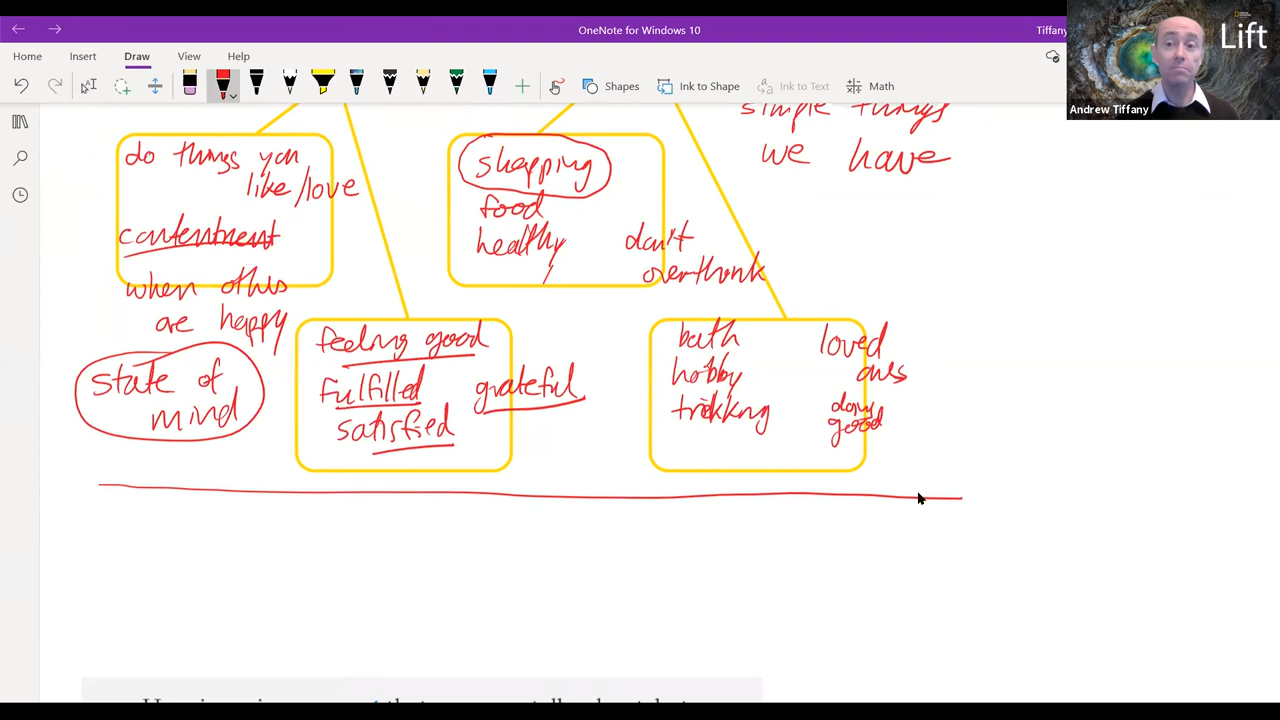 OneNote for Windows 10
Tiffany
Home
Insert
Draw
View
Help
Shapes
Ink to Shape
Ink to Text
Math
Lift
Andrew Tiffany
simple things
we have
do things you
like/love
contentment
when others
are happy
state of
mind
shopping
food
healthy
don't
overthink
feeling good
fulfilled
grateful
satisfied
bath
hobby
trekking
loved
ones
doing
good